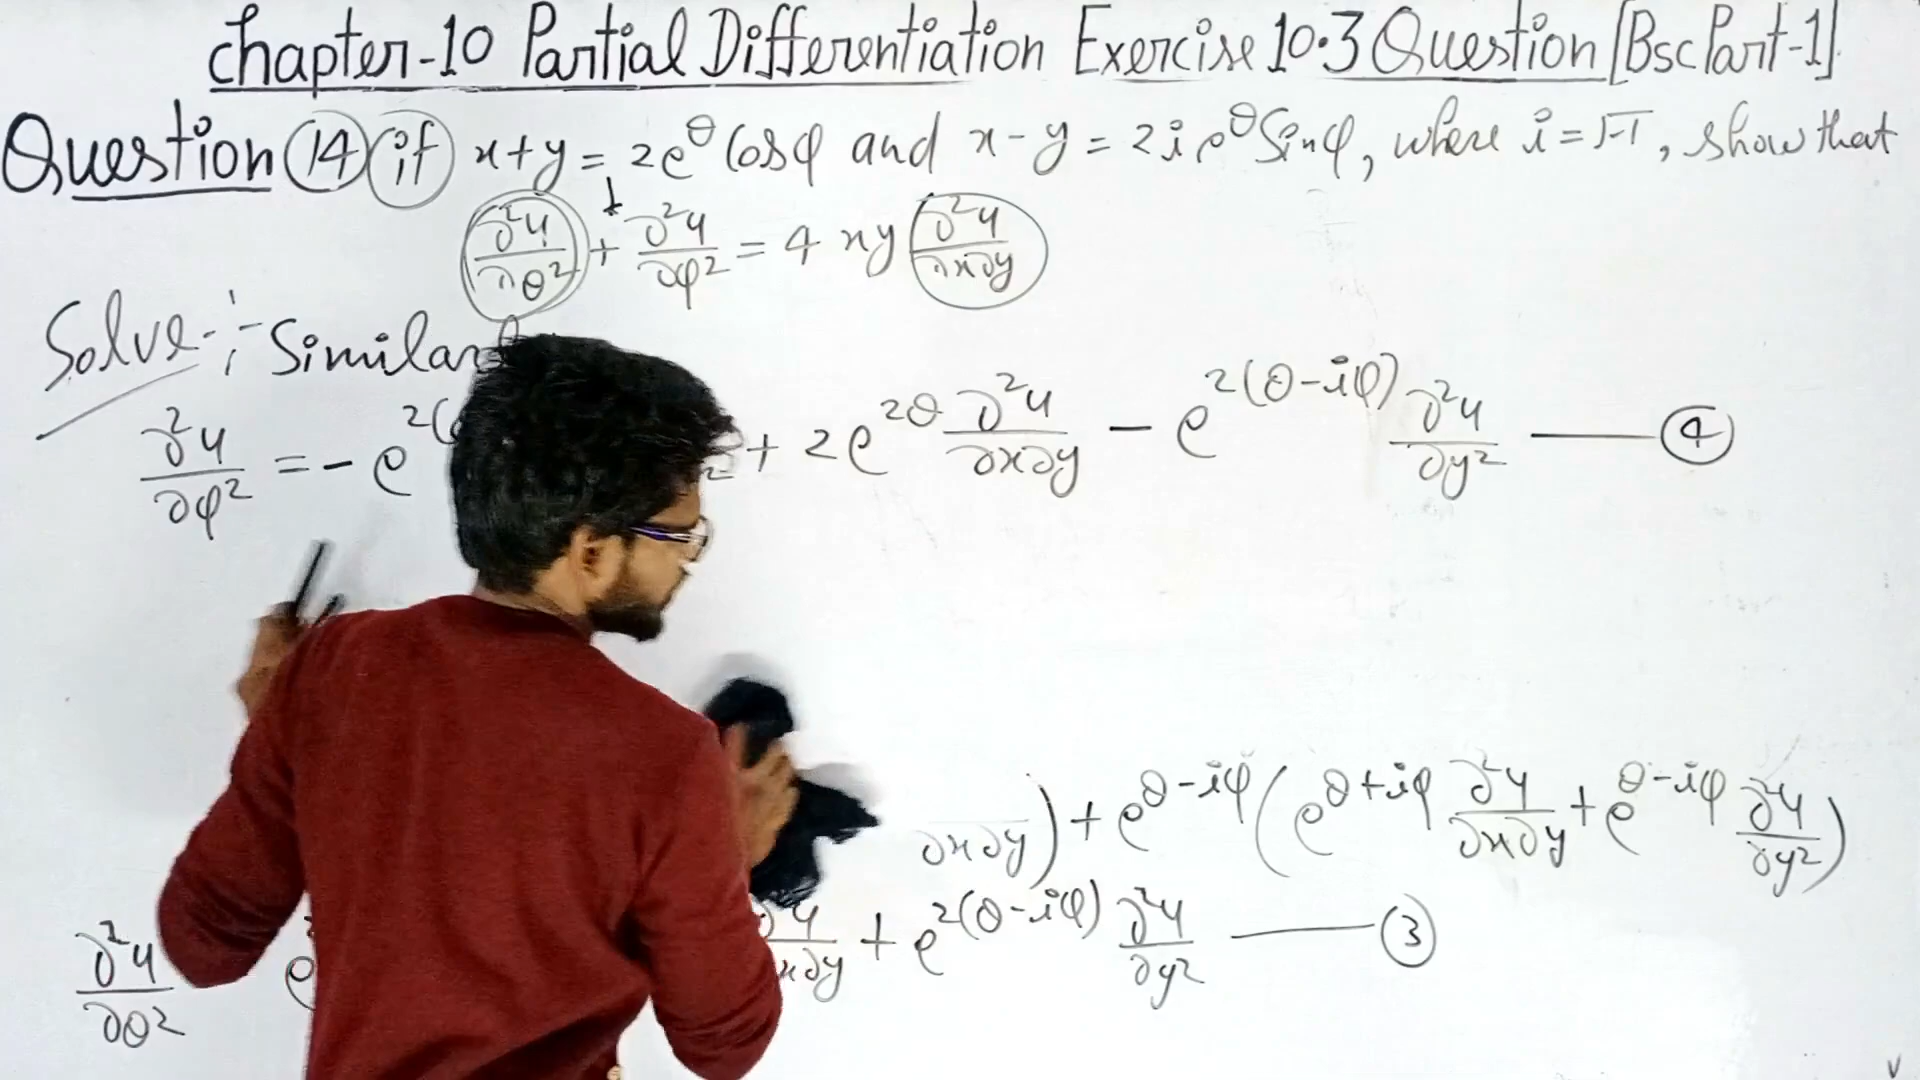 chapter-10 Partial Differentiation Exercise 10.3 Question [Bsc Part-1]
Question 14 if x+y = 2e^θ Cosφ and x-y = 2i e^θ Sinφ, where i = √-1, show that
∂²u/∂θ² + ∂²u/∂φ² = 4 xy ∂²u/∂x∂y
Solve:- Similar
∂²u/∂φ² = - e^2( + 2e^2θ ∂²u/∂x∂y - e^2(θ-iφ) ∂²u/∂y² —— 4
∂x∂y) + e^θ-iφ (e^θ+iφ ∂²u/∂x∂y + e^θ-iφ ∂²u/∂y²)
∂²u/∂θ² e ∂²u/∂x∂y + e^2(θ-iφ) ∂²u/∂y² —— 3